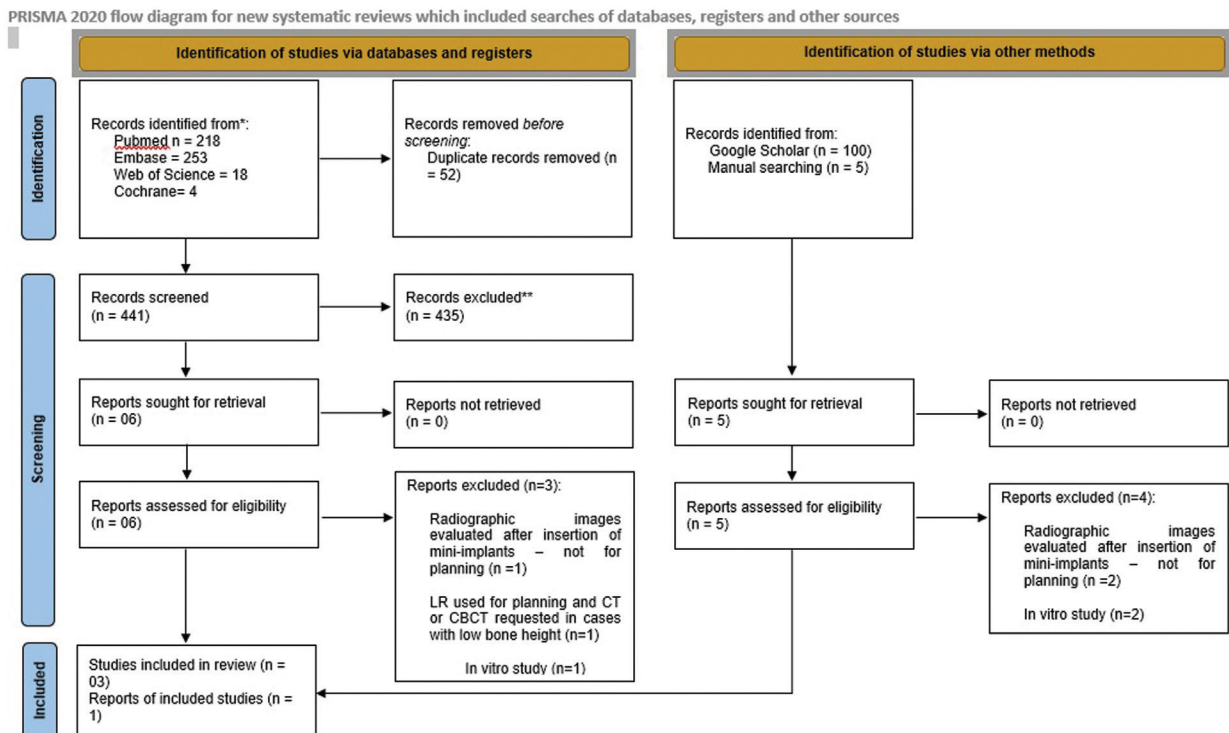 PRISMA 2020 flow diagram for new systematic reviews which included searches of databases, registers and other sources
Identification of studies via databases and registers
Identification of studies via other methods
Identification
Records identified from*:
Pubmed n = 218
Embase = 253
Web of Science = 18
Cochrane= 4
Records removed before
screening:
Duplicate records removed (n
= 52)
Records identified from:
Google Scholar (n = 100)
Manual searching (n = 5)
Screening
Records screened
(n = 441)
Records excluded**
(n = 435)
Reports sought for retrieval
(n = 06)
Reports not retrieved
(n = 0)
Reports sought for retrieval
(n = 5)
Reports not retrieved
(n = 0)
Reports assessed for eligibility
(n = 06)
Reports excluded (n=3):
Radiographic images
evaluated after insertion of
mini-implants – not for
planning (n =1)
LR used for planning and CT
or CBCT requested in cases
with low bone height (n=1)
In vitro study (n=1)
Reports assessed for eligibility
(n = 5)
Reports excluded (n=4):
Radiographic images
evaluated after insertion of
mini-implants – not for
planning (n =2)
In vitro study (n=2)
Included
Studies included in review (n =
03)
Reports of included studies (n =
1)